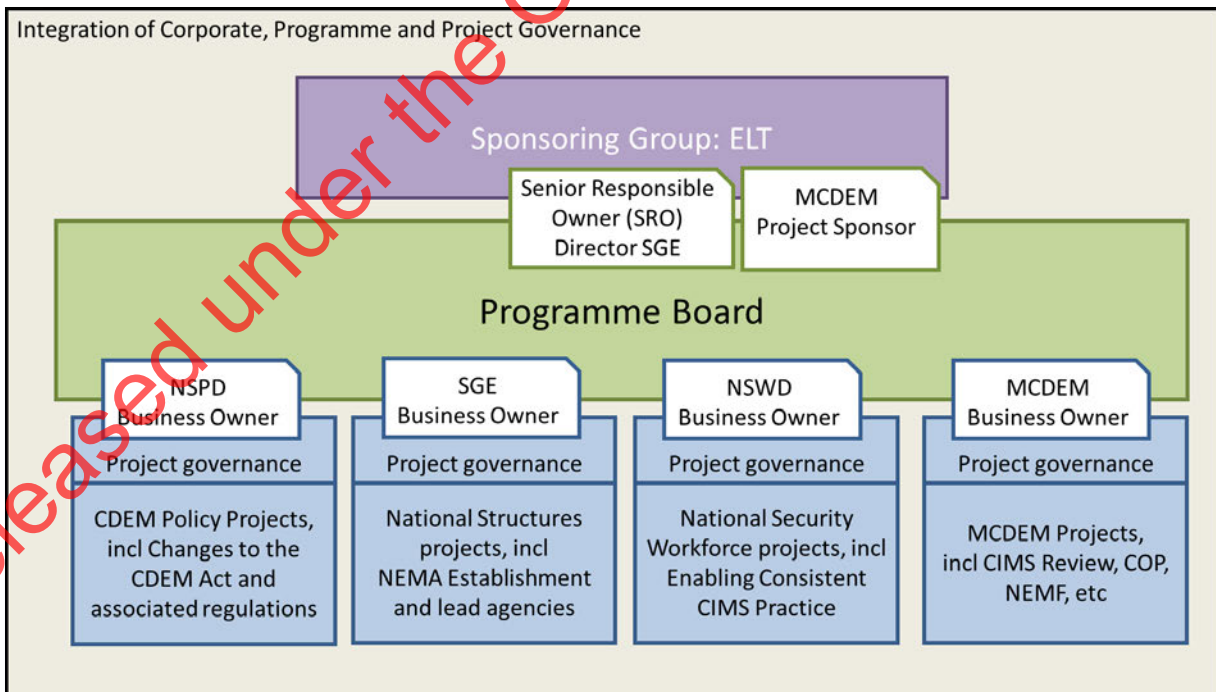 Integration of Corporate, Programme and Project Governance
Sponsoring Group: ELT
Senior Responsible
Owner (SRO)
Director SGE
MCDEM
Project Sponsor
Programme Board
NSPD
Business Owner
Project governance
CDEM Policy Projects,
incl Changes to the
CDEM Act and
associated regulations
SGE
Business Owner
Project governance
National Structures
projects, incl
NEMA Establishment
and lead agencies
NSWD
Business Owner
Project governance
National Security
Workforce projects, incl
Enabling Consistent
CIMS Practice
MCDEM
Business Owner
Project governance
MCDEM Projects,
incl CIMS Review, COP,
NEMF, etc
eleased under the